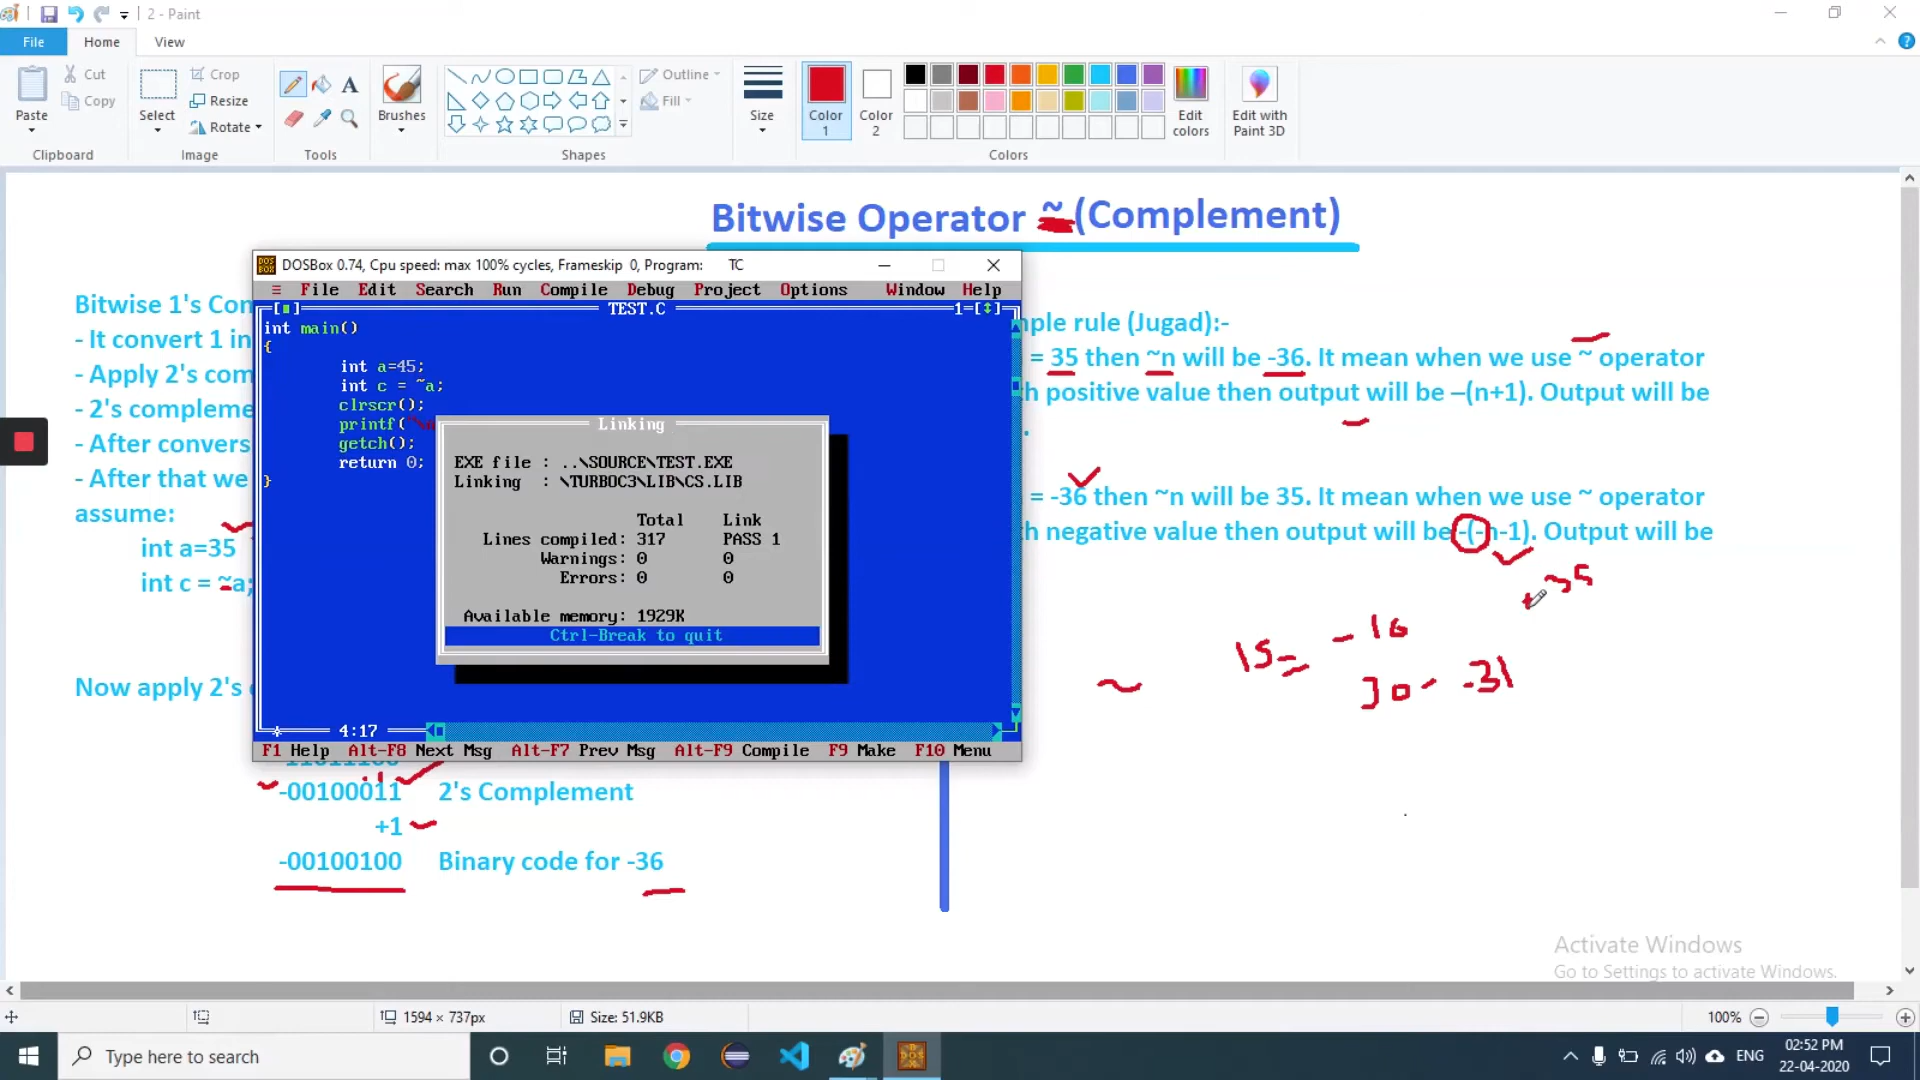 2 - Paint
File Home View
Cut
Copy
Paste
Clipboard
Select
Crop
Resize
Rotate
Image
A
Tools
Brushes
Outline
Fill
Shapes
Size
Color 1
Color 2
Edit colors
Edit with Paint 3D
Colors
Bitwise Operator ~ (Complement)
Bitwise 1's Con
- It convert 1 in
- Apply 2's com
- 2's compleme
- After convers
- After that we
assume:
int a=35
int c = ~a;
Now apply 2's
-00100011 2's Complement
+1
-00100100 Binary code for -36
DOSBox 0.74, Cpu speed: max 100% cycles, Frameskip 0, Program: TC
≡ File Edit Search Run Compile Debug Project Options Window Help
TEST.C 1=[↕]
int main()
{
int a=45;
int c = ~a;
clrscr();
printf("\n
getch();
return 0;
}
Linking
EXE file : ..\SOURCE\TEST.EXE
Linking : \TURBOC3\LIB\CS.LIB
Total Link
Lines compiled: 317 PASS 1
Warnings: 0 0
Errors: 0 0
Available memory: 1929K
Ctrl-Break to quit
4:17
F1 Help Alt-F8 Next Msg Alt-F7 Prev Msg Alt-F9 Compile F9 Make F10 Menu
mple rule (Jugad):-
= 35 then ~n will be -36. It mean when we use ~ operator
h positive value then output will be –(n+1). Output will be
.
= -36 then ~n will be 35. It mean when we use ~ operator
h negative value then output will be -(-n-1). Output will be
35
15= -16
~ 30 - -31
Activate Windows
Go to Settings to activate Windows.
1594 × 737px Size: 51.9KB 100%
Type here to search
ENG 02:52 PM
22-04-2020